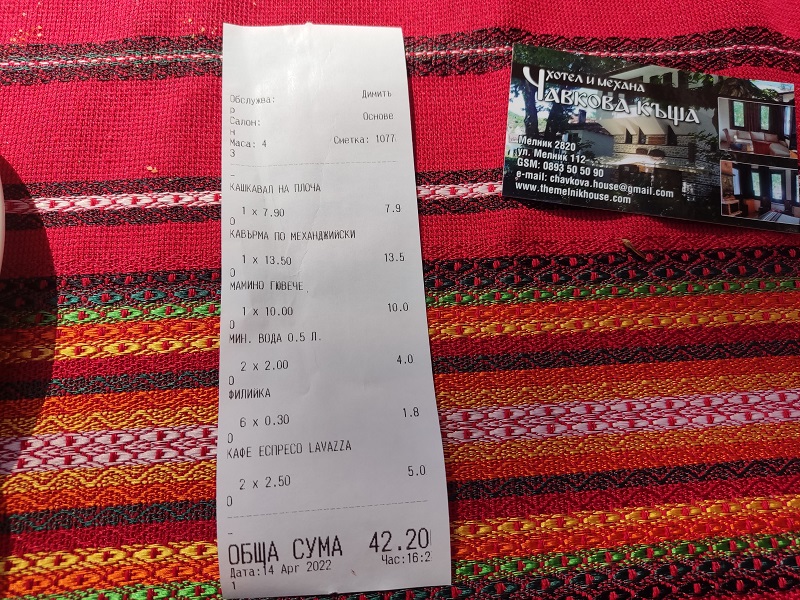 Обслужва: Димитъ
р
Салон: Основе
н
Маса: 4 Сметка: 1077
3
КАШКАВАЛ НА ПЛОЧА
1 x 7.90 7.9
0
КАВЪРМА ПО МЕХАНДЖИЙСКИ
1 x 13.50 13.5
0
МАМИНО ГЮВЕЧЕ
1 x 10.00 10.0
0
МИН. ВОДА 0.5 Л.
2 x 2.00 4.0
0
ФИЛИЙКА
6 x 0.30 1.8
0
КАФЕ ЕСПРЕСО LAVAZZA
2 x 2.50 5.0
0
ОБЩА СУМА 42.20
Дата:14 Apr 2022 Час:16:2
1
ХОТЕЛ И МЕХАНА
ЧАВКОВА КЪЩА
Мелник 2820
ул. Мелник 112
GSM: 0893 50 50 90
e-mail: chavkova.house@gmail.com
www.themelnikhouse.com